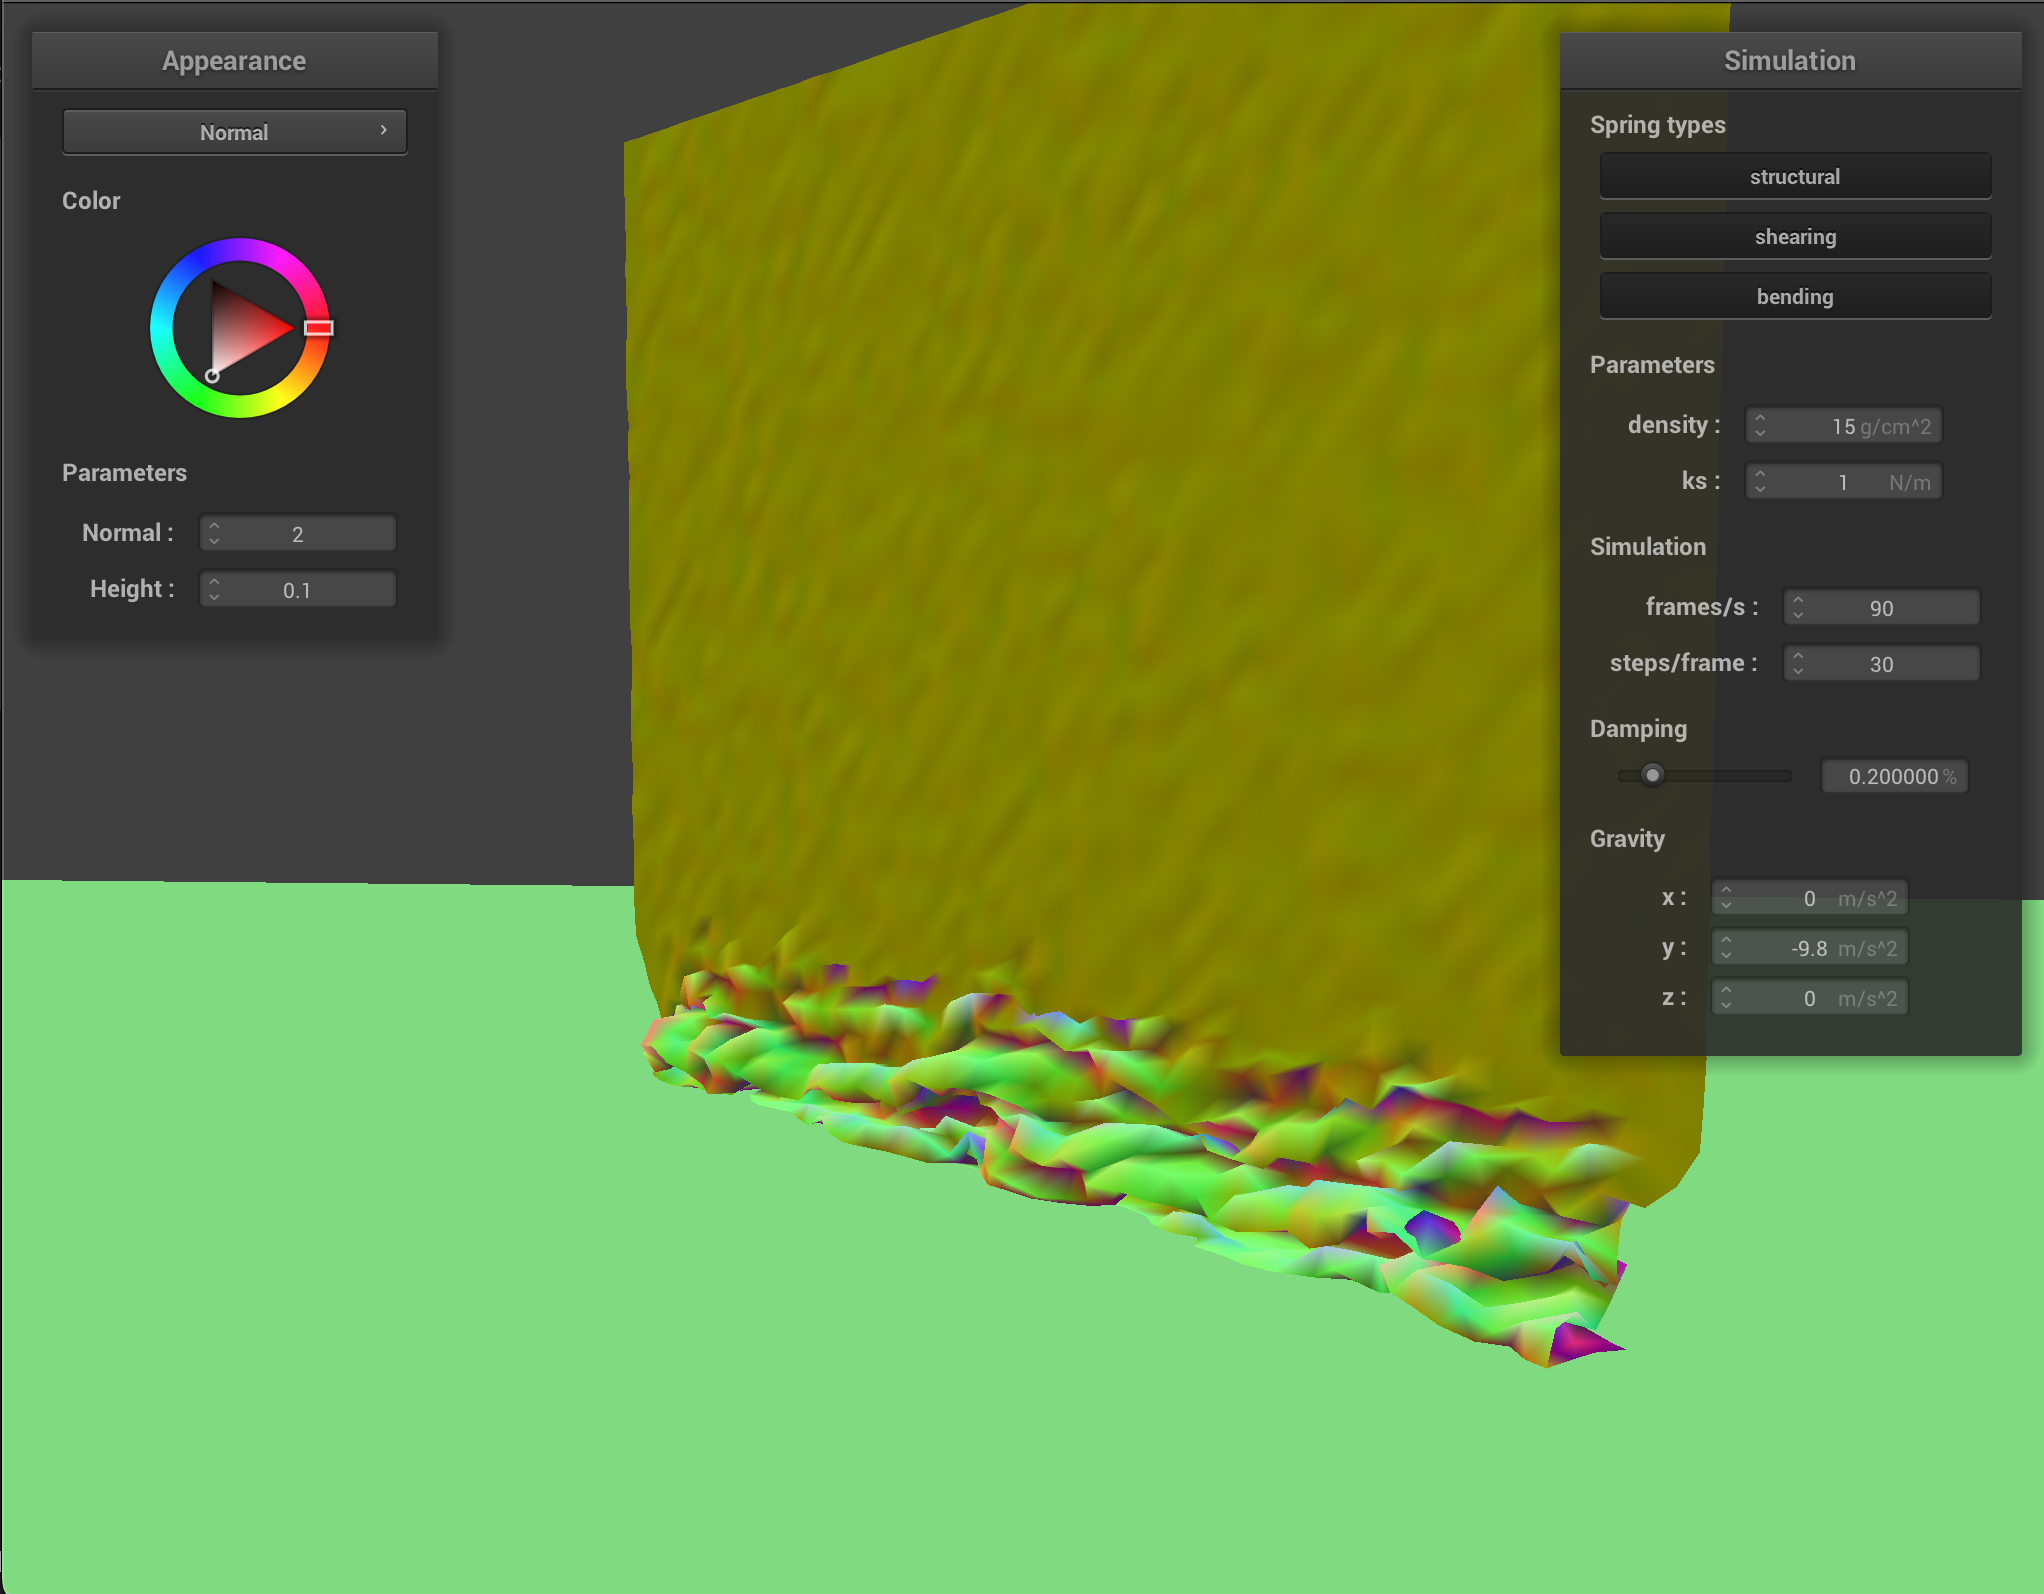 Appearance
Normal
Color
Parameters
Normal : 2
Height : 0.1
Simulation
Spring types
structural
shearing
bending
Parameters
density : 15 g/cm^2
ks : 1 N/m
Simulation
frames/s : 90
steps/frame : 30
Damping
0.200000 %
Gravity
x : 0 m/s^2
y : -9.8 m/s^2
z : 0 m/s^2